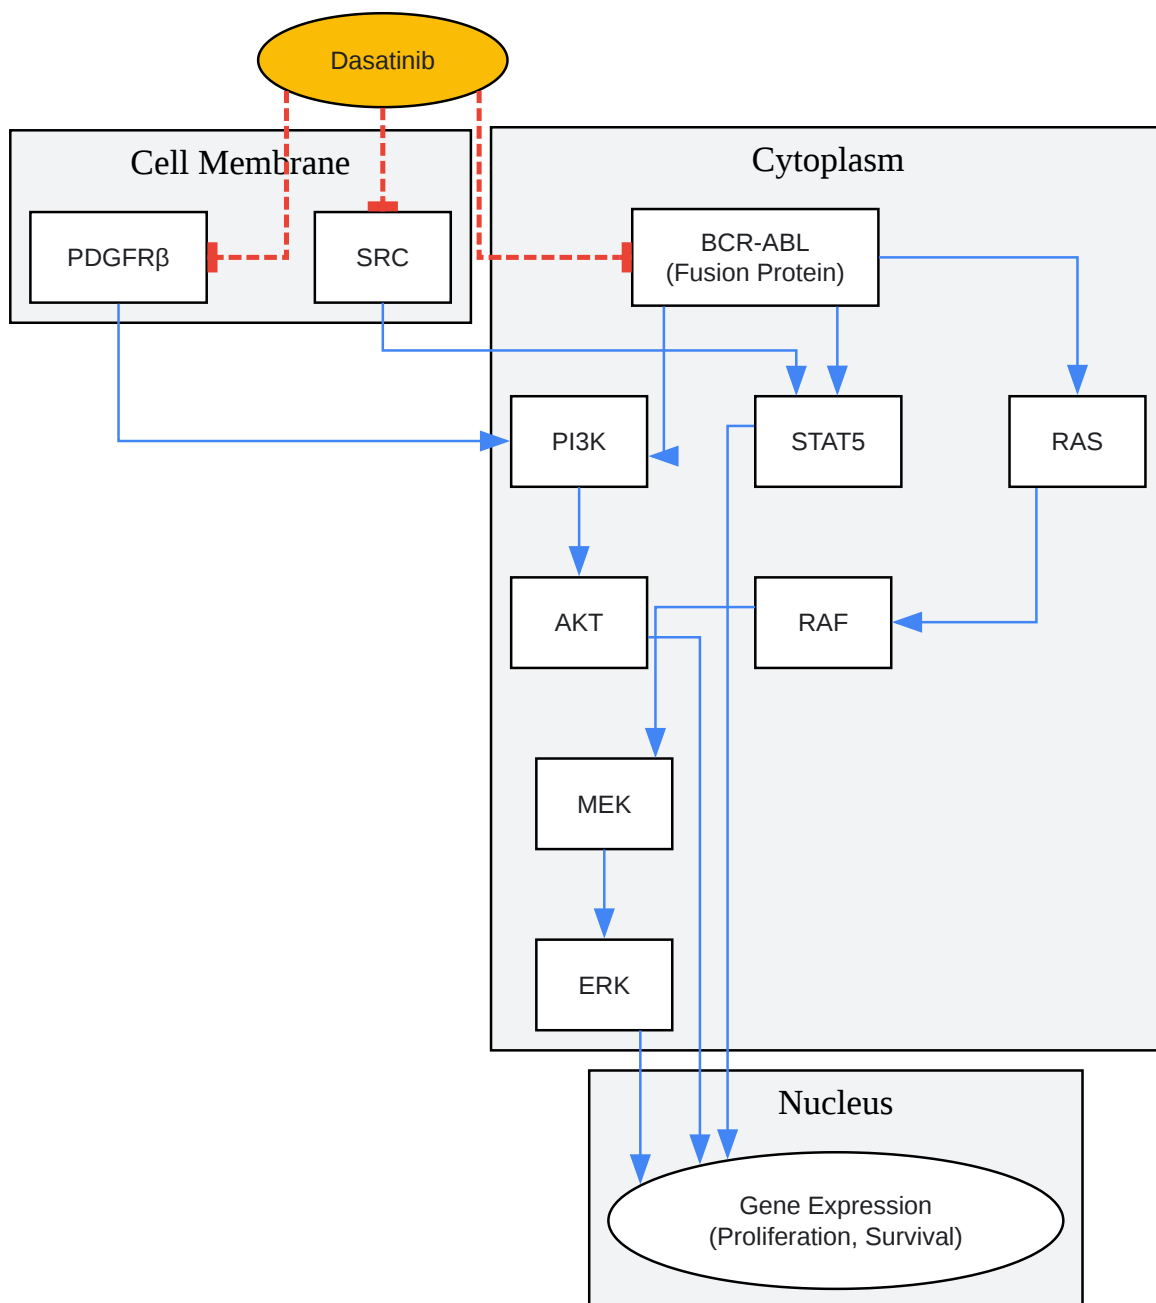 Dasatinib
Cell Membrane
Cytoplasm
PDGFRβ
SRC
BCR-ABL
(Fusion Protein)
PI3K
STAT5
RAS
AKT
RAF
MEK
ERK
Nucleus
Gene Expression
(Proliferation, Survival)